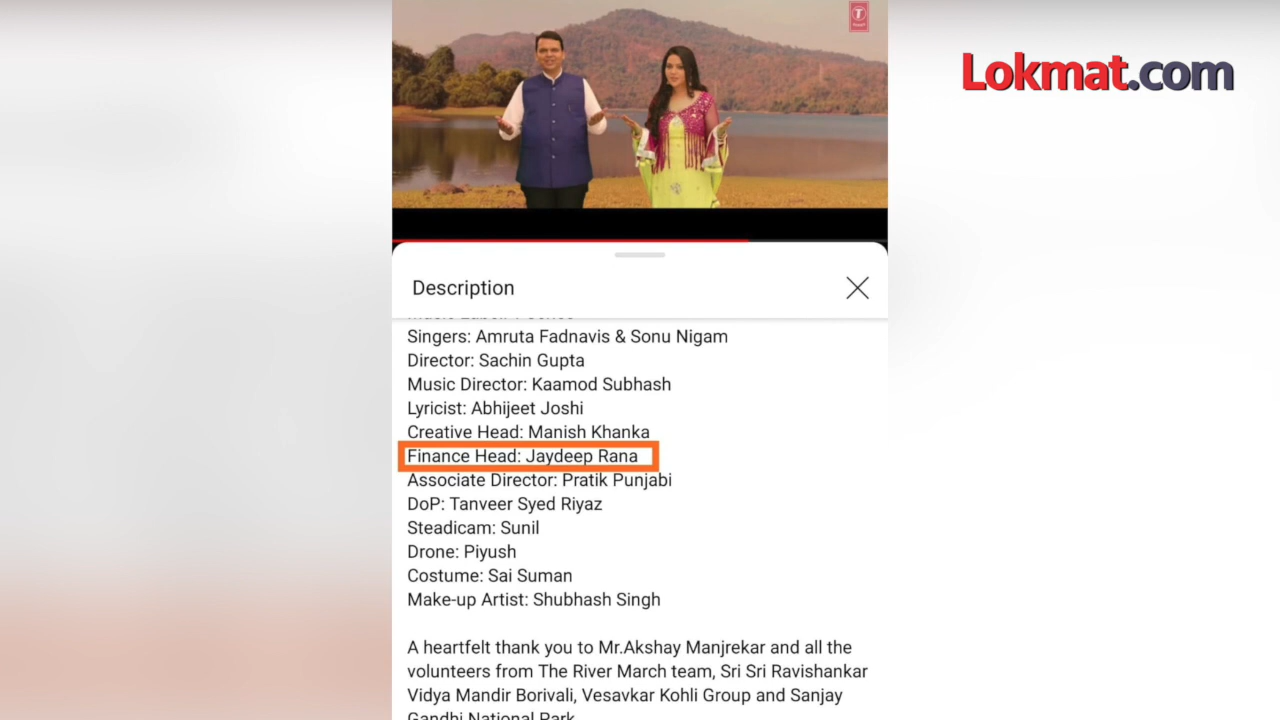 Lokmat.com
Description
Singers: Amruta Fadnavis & Sonu Nigam
Director: Sachin Gupta
Music Director: Kaamod Subhash
Lyricist: Abhijeet Joshi
Creative Head: Manish Khanka
Finance Head: Jaydeep Rana
Associate Director: Pratik Punjabi
DoP: Tanveer Syed Riyaz
Steadicam: Sunil
Drone: Piyush
Costume: Sai Suman
Make-up Artist: Shubhash Singh
A heartfelt thank you to Mr.Akshay Manjrekar and all the
volunteers from The River March team, Sri Sri Ravishankar
Vidya Mandir Borivali, Vesavkar Kohli Group and Sanjay
Gandhi National Park